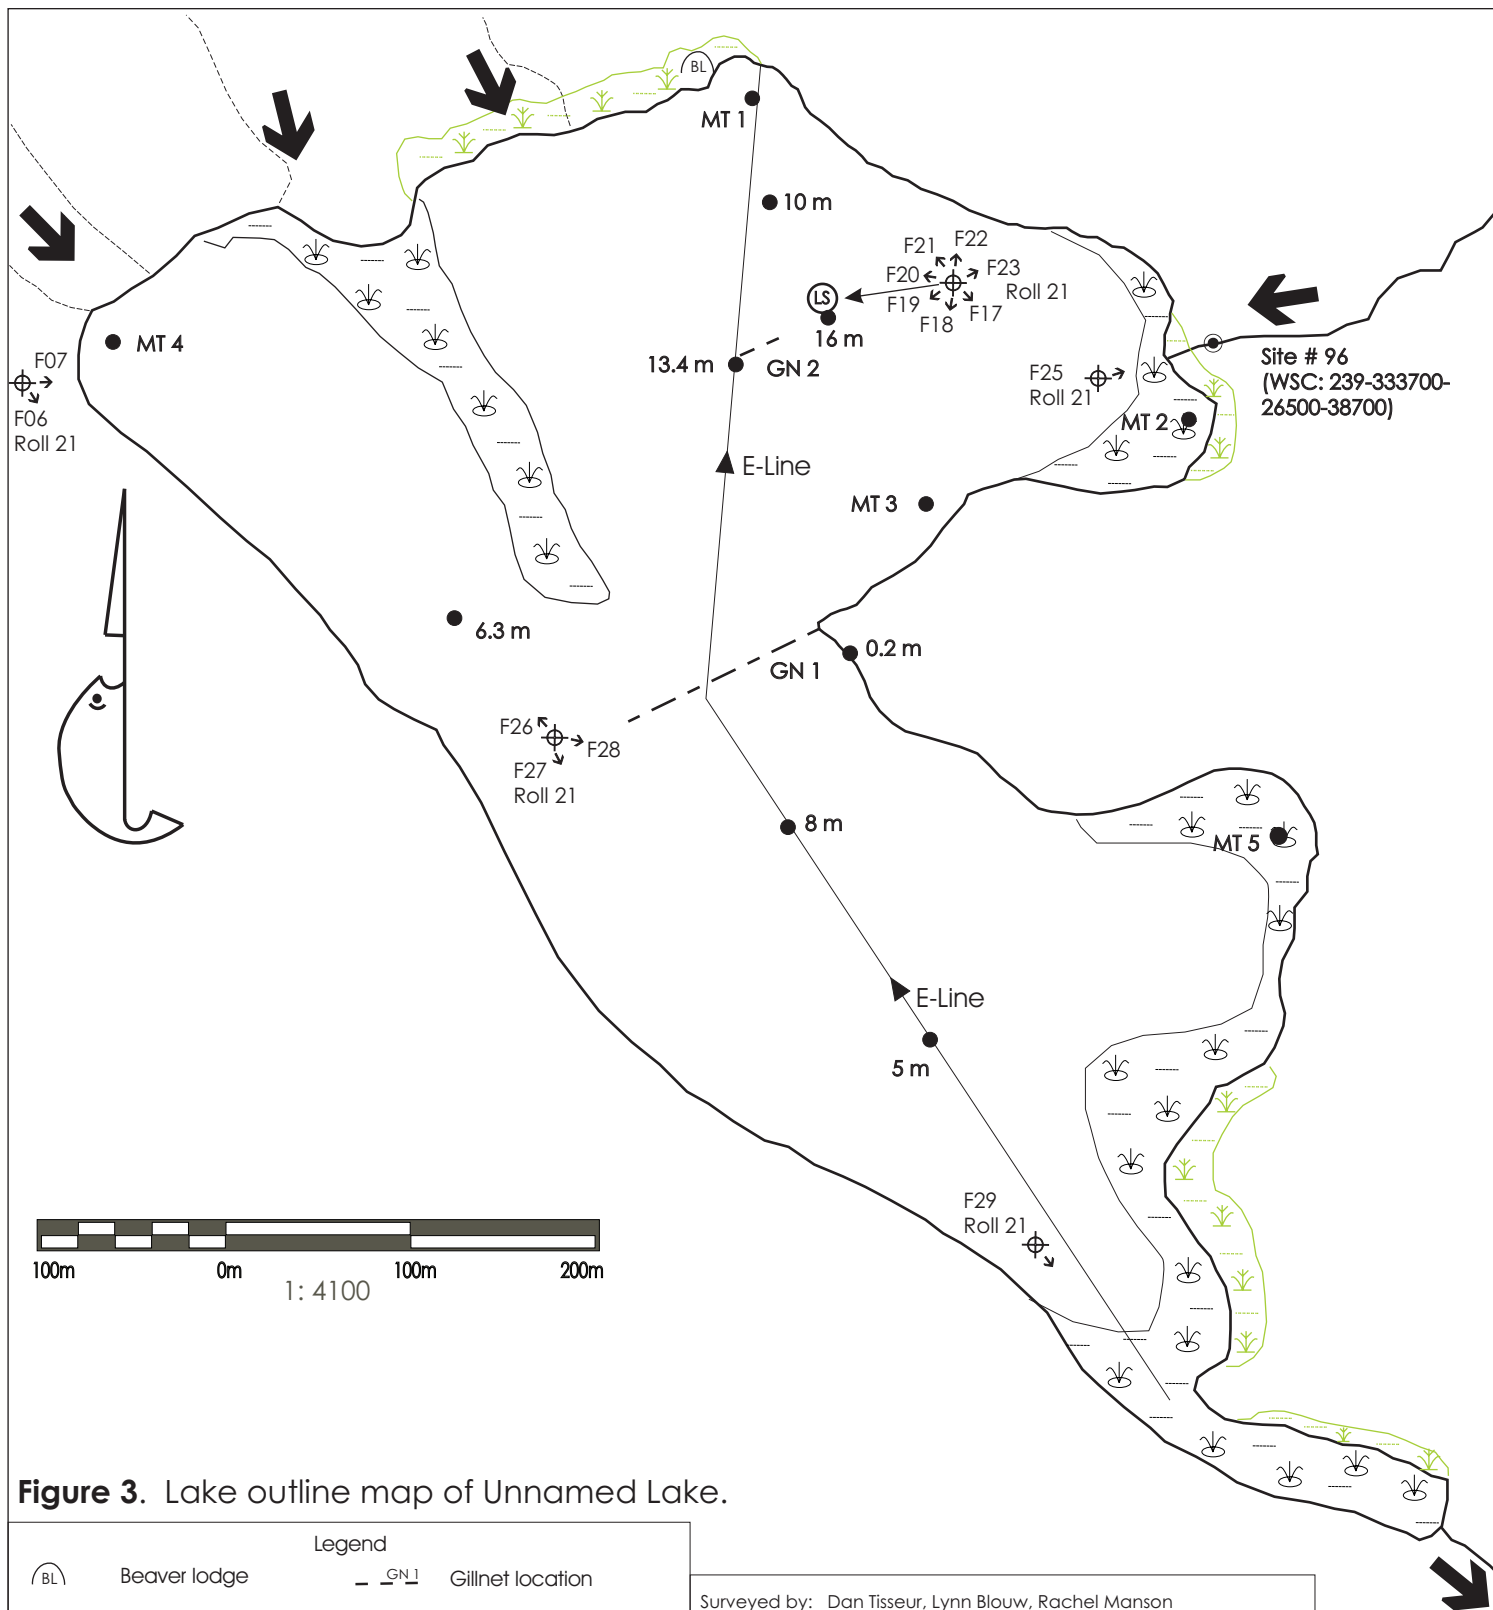 BL
MT 1
10 m
F21
F22
F20
F23
F19
F17
F18
Roll 21
LS
16 m
MT 4
13.4 m
GN 2
F07
F06
Roll 21
F25
Roll 21
Site # 96
(WSC: 239-333700-
26500-38700)
MT 2
E-Line
MT 3
6.3 m
0.2 m
GN 1
F26
F28
F27
Roll 21
8 m
MT 5
E-Line
5 m
F29
Roll 21
100m 0m 100m 200m
1: 4100
Figure 3. Lake outline map of Unnamed Lake.
Legend
BL Beaver lodge
GN 1 Gillnet location
Surveyed by: Dan Tisseur, Lynn Blouw, Rachel Manson